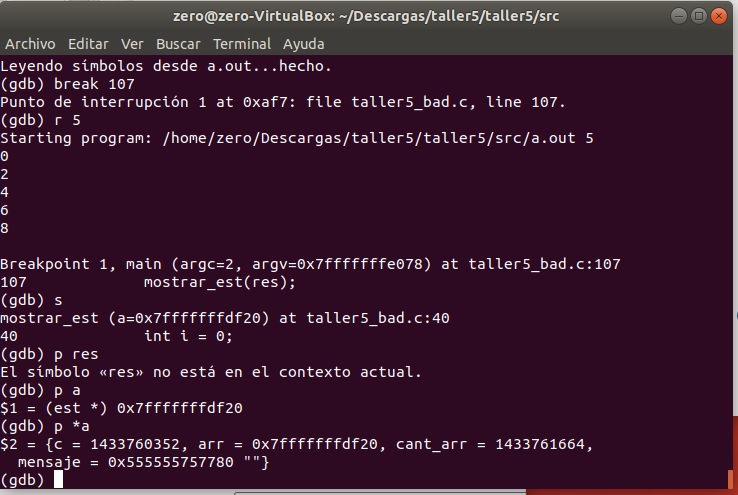 zero@zero-VirtualBox: ~/Descargas/taller5/taller5/src
Archivo Editar Ver Buscar Terminal Ayuda
Leyendo símbolos desde a.out...hecho.
(gdb) break 107
Punto de interrupción 1 at 0xaf7: file taller5_bad.c, line 107.
(gdb) r 5
Starting program: /home/zero/Descargas/taller5/taller5/src/a.out 5
0
2
4
6
8
Breakpoint 1, main (argc=2, argv=0x7fffffffe078) at taller5_bad.c:107
107 mostrar_est(res);
(gdb) s
mostrar_est (a=0x7fffffffdf20) at taller5_bad.c:40
40 int i = 0;
(gdb) p res
El símbolo «res» no está en el contexto actual.
(gdb) p a
$1 = (est *) 0x7fffffffdf20
(gdb) p *a
$2 = {c = 1433760352, arr = 0x7fffffffdf20, cant_arr = 1433761664,
mensaje = 0x555555757780 ""}
(gdb)